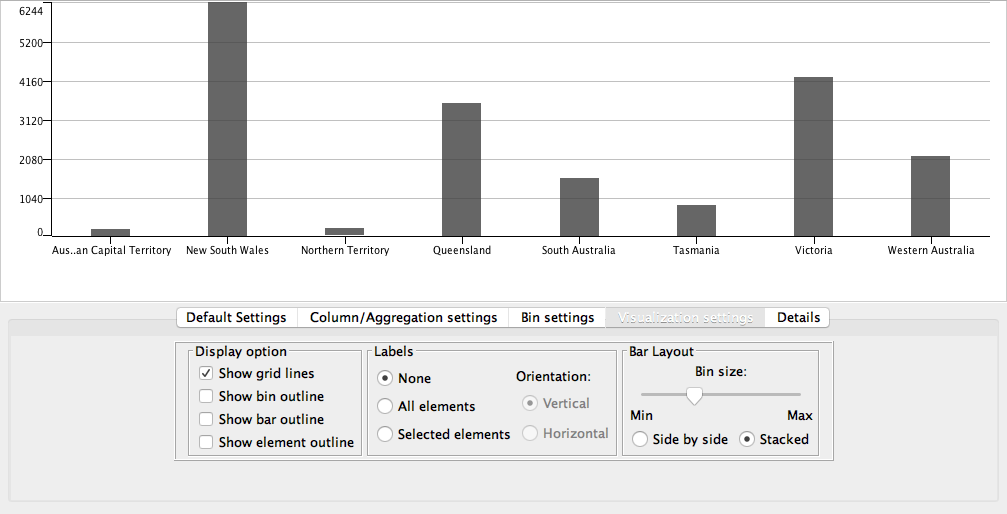 6244
5200
4160
3120
2080
1040
0
Aus..an Capital Territory New South Wales Northern Territory Queensland South Australia Tasmania Victoria Western Australia
Default Settings Column/Aggregation settings Bin settings Visualization settings Details
Display option Labels Bar Layout
Show grid lines None Orientation: Bin size:
Show bin outline All elements Vertical Min Max
Show bar outline Selected elements Horizontal Side by side Stacked
Show element outline